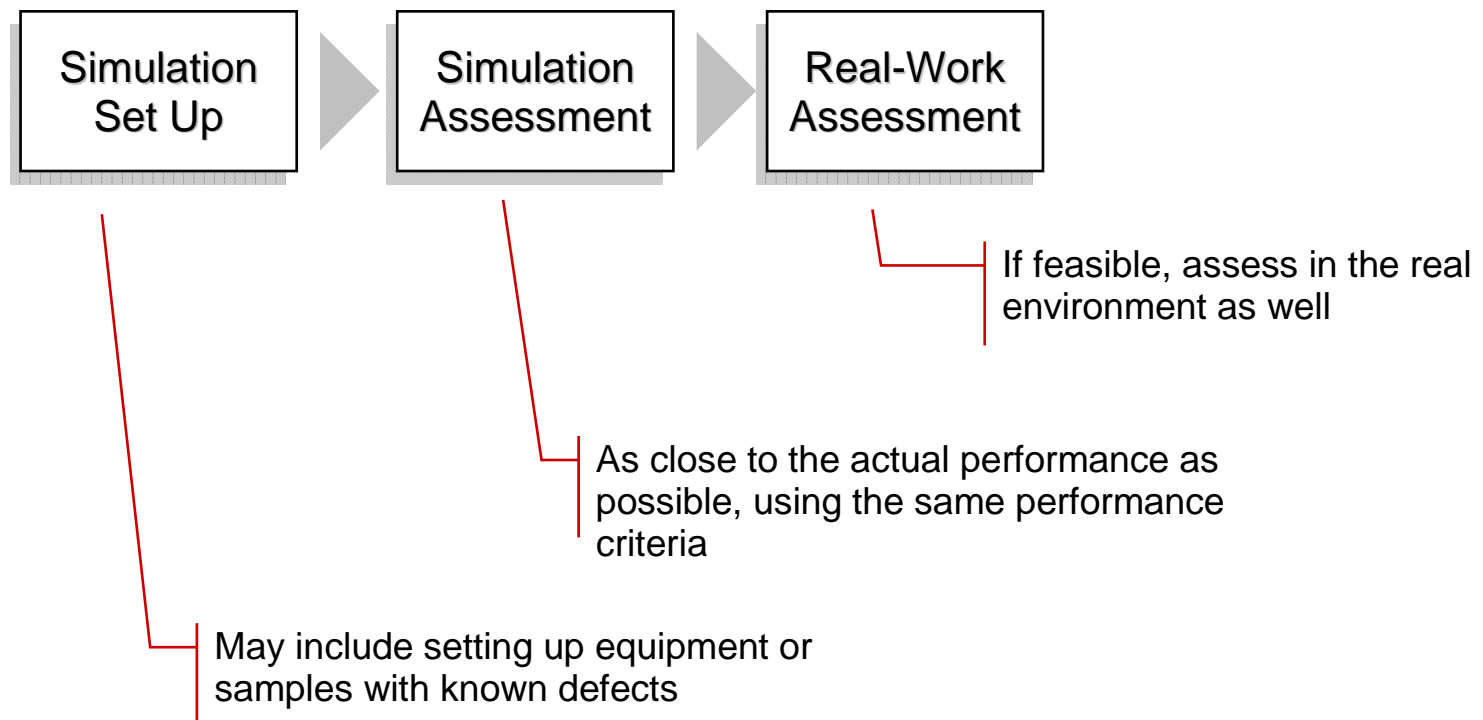 Simulation
Set Up
Simulation
Assessment
Real-Work
Assessment
If feasible, assess in the real
environment as well
As close to the actual performance as
possible, using the same performance
criteria
May include setting up equipment or
samples with known defects